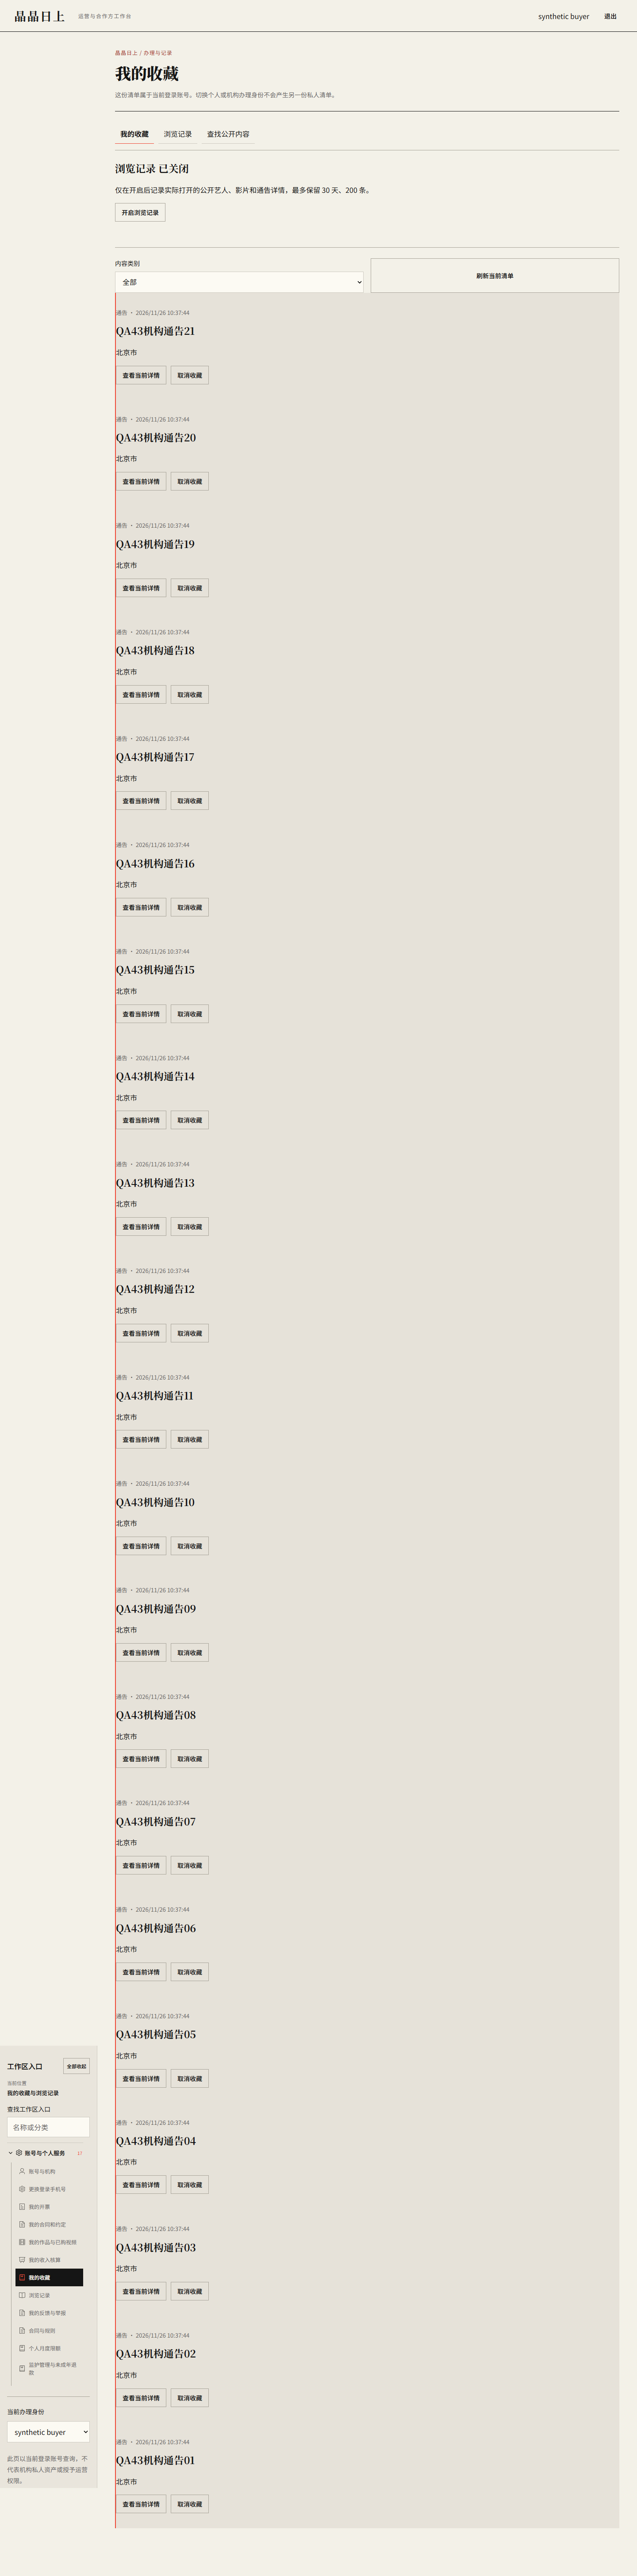 晶晶日上
运营与合作方工作台
synthetic buyer
退出
晶晶日上 / 办理与记录
我的收藏
这份清单属于当前登录账号。切换个人或机构办理身份不会产生另一份私人清单。
我的收藏
浏览记录
查找公开内容
浏览记录 已关闭
仅在开启后记录实际打开的公开艺人、影片和通告详情，最多保留 30 天、200 条。
开启浏览记录
内容类别
全部
刷新当前清单
通告 · 2026/11/26 10:37:44
QA43机构通告21
北京市
查看当前详情 取消收藏
通告 · 2026/11/26 10:37:44
QA43机构通告20
北京市
查看当前详情 取消收藏
通告 · 2026/11/26 10:37:44
QA43机构通告19
北京市
查看当前详情 取消收藏
通告 · 2026/11/26 10:37:44
QA43机构通告18
北京市
查看当前详情 取消收藏
通告 · 2026/11/26 10:37:44
QA43机构通告17
北京市
查看当前详情 取消收藏
通告 · 2026/11/26 10:37:44
QA43机构通告16
北京市
查看当前详情 取消收藏
通告 · 2026/11/26 10:37:44
QA43机构通告15
北京市
查看当前详情 取消收藏
通告 · 2026/11/26 10:37:44
QA43机构通告14
北京市
查看当前详情 取消收藏
通告 · 2026/11/26 10:37:44
QA43机构通告13
北京市
查看当前详情 取消收藏
通告 · 2026/11/26 10:37:44
QA43机构通告12
北京市
查看当前详情 取消收藏
通告 · 2026/11/26 10:37:44
QA43机构通告11
北京市
查看当前详情 取消收藏
通告 · 2026/11/26 10:37:44
QA43机构通告10
北京市
查看当前详情 取消收藏
通告 · 2026/11/26 10:37:44
QA43机构通告09
北京市
查看当前详情 取消收藏
通告 · 2026/11/26 10:37:44
QA43机构通告08
北京市
查看当前详情 取消收藏
通告 · 2026/11/26 10:37:44
QA43机构通告07
北京市
查看当前详情 取消收藏
通告 · 2026/11/26 10:37:44
QA43机构通告06
北京市
查看当前详情 取消收藏
通告 · 2026/11/26 10:37:44
QA43机构通告05
北京市
查看当前详情 取消收藏
通告 · 2026/11/26 10:37:44
QA43机构通告04
北京市
查看当前详情 取消收藏
通告 · 2026/11/26 10:37:44
QA43机构通告03
北京市
查看当前详情 取消收藏
通告 · 2026/11/26 10:37:44
QA43机构通告02
北京市
查看当前详情 取消收藏
通告 · 2026/11/26 10:37:44
QA43机构通告01
北京市
查看当前详情 取消收藏
工作区入口
全部收起
当前位置
我的收藏与浏览记录
查找工作区入口
名称或分类
账号与个人服务
账号与机构
更换登录手机号
我的开票
我的合同和约定
我的作品与已购视频
我的收入核算
我的收藏
浏览记录
我的反馈与举报
合同与规则
个人月度限额
监护管理与未成年退
款
当前办理身份
synthetic buyer
此页以当前登录账号查询，不
代表机构私人资产或授予运营
权限。